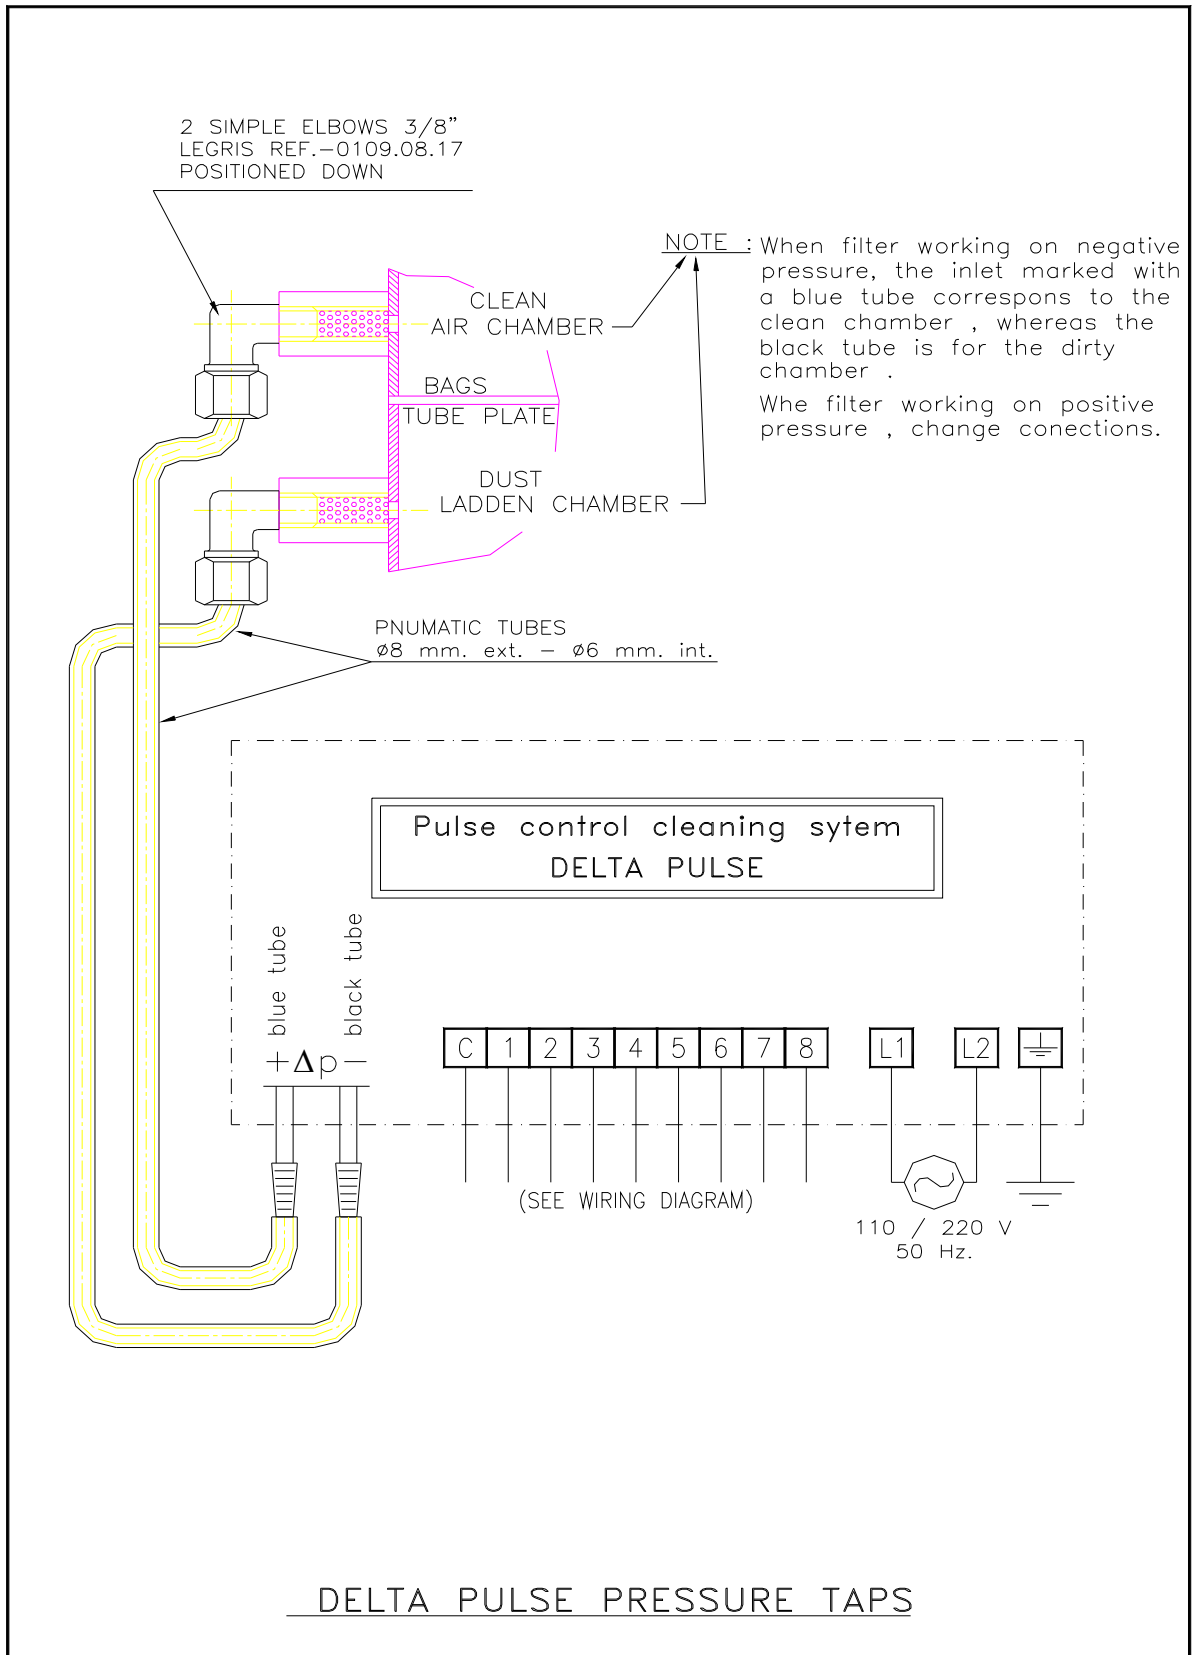 2 SIMPLE ELBOWS 3/8"
LEGRIS REF.-0109.08.17
POSITIONED DOWN
NOTE : When filter working on negative
pressure, the inlet marked with
a blue tube correspons to the
clean chamber , whereas the
black tube is for the dirty
chamber .
Whe filter working on positive
pressure , change conections.
CLEAN
AIR CHAMBER
BAGS
TUBE PLATE
DUST
LADDEN CHAMBER
PNUMATIC TUBES
Ø8 mm. ext. - Ø6 mm. int.
Pulse control cleaning sytem
DELTA PULSE
blue tube
black tube
+Δp-
C 1 2 3 4 5 6 7 8 L1 L2
(SEE WIRING DIAGRAM)
110 / 220 V
50 Hz.
DELTA PULSE PRESSURE TAPS